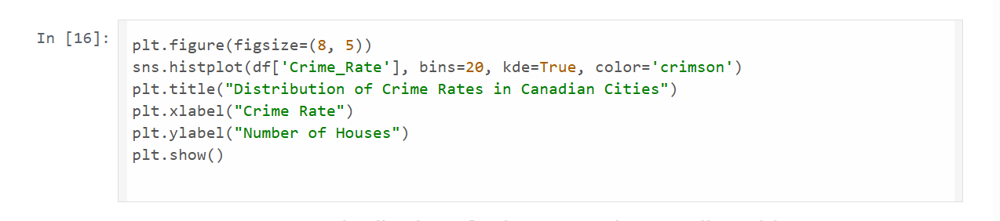 In [16]:
plt.figure(figsize=(8, 5))
sns.histplot(df['Crime_Rate'], bins=20, kde=True, color='crimson')
plt.title("Distribution of Crime Rates in Canadian Cities")
plt.xlabel("Crime Rate")
plt.ylabel("Number of Houses")
plt.show()